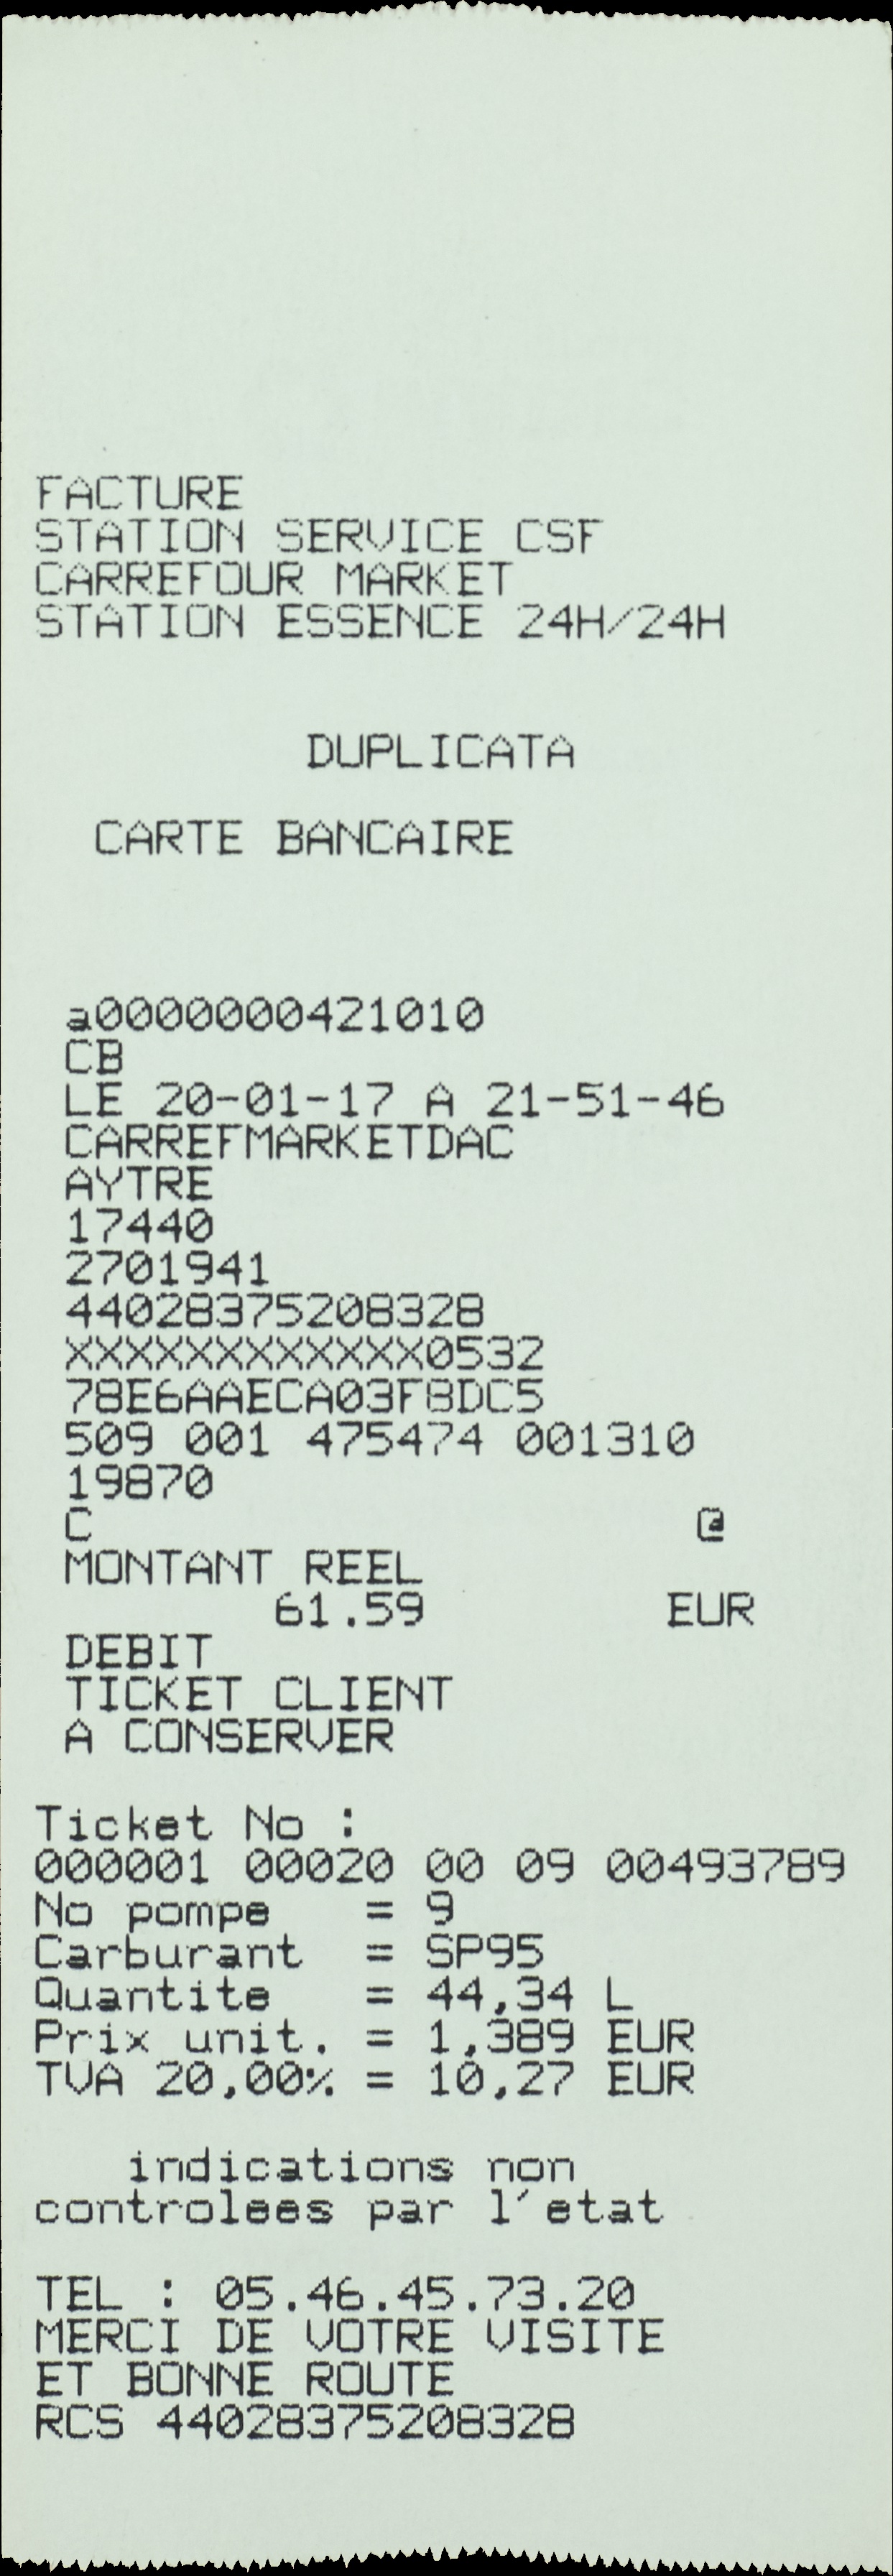 FACTURE
STATION SERVICE CSF
CARREFOUR MARKET
STATION ESSENCE 24H/24H
DUPLICATA
CARTE BANCAIRE
a0000000421010
CB
LE 20-01-17 A 21-51-46
CARREFMARKETDAC
AYTRE
17440
2701941
44028375208328
XXXXXXXXXXXX0532
78E6AAECA03F8DC5
509 001 475474 001310
19870
C @
MONTANT REEL
61.59 EUR
DEBIT
TICKET CLIENT
A CONSERVER
Ticket No :
000001 00020 00 09 00493789
No pompe = 9
Carburant = SP95
Quantite = 44,34 L
Prix unit. = 1,389 EUR
TVA 20,00% = 10,27 EUR
indications non
controlees par l'etat
TEL : 05.46.45.73.20
MERCI DE VOTRE VISITE
ET BONNE ROUTE
RCS 44028375208328